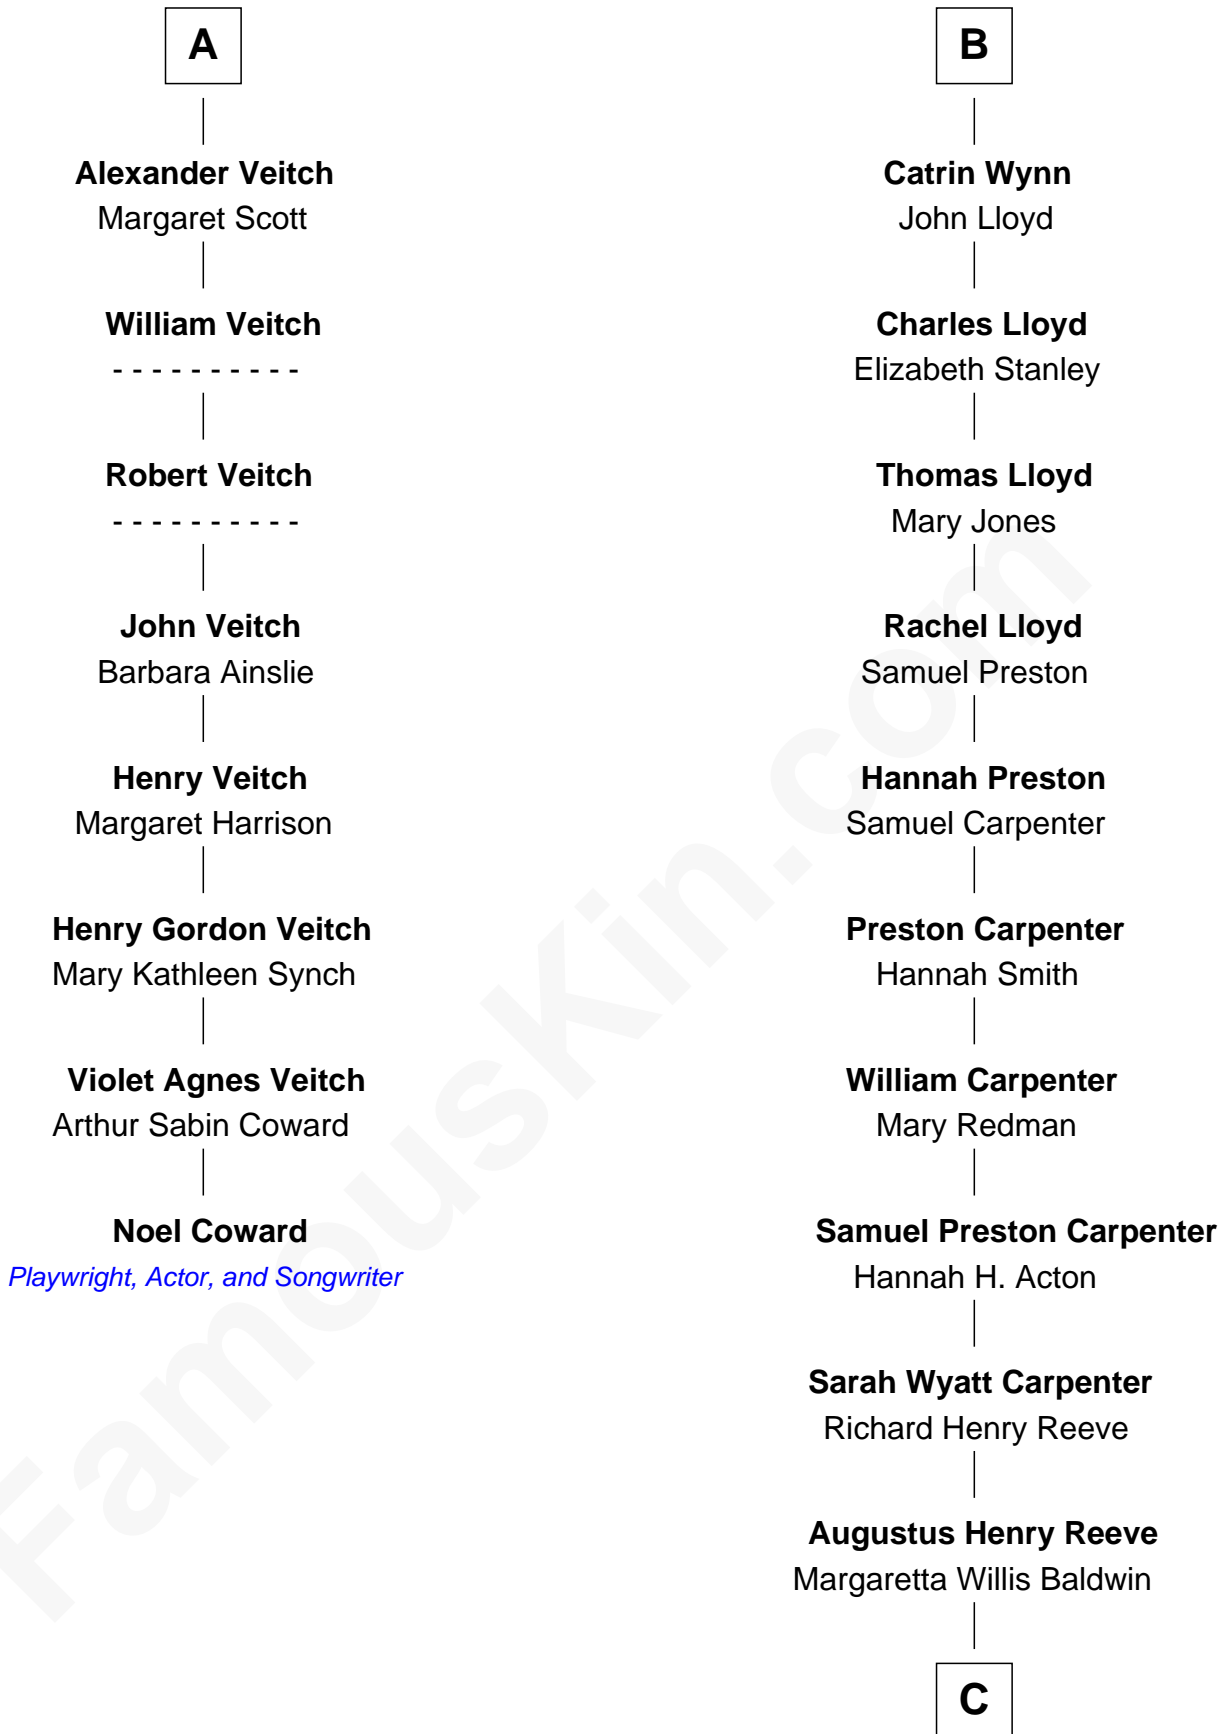 A
Alexander Veitch
Margaret Scott
William Veitch
- - - - - - - - - -
Robert Veitch
- - - - - - - - - -
John Veitch
Barbara Ainslie
Henry Veitch
Margaret Harrison
Henry Gordon Veitch
Mary Kathleen Synch
Violet Agnes Veitch
Arthur Sabin Coward
Noel Coward
Playwright, Actor, and Songwriter
B
Catrin Wynn
John Lloyd
Charles Lloyd
Elizabeth Stanley
Thomas Lloyd
Mary Jones
Rachel Lloyd
Samuel Preston
Hannah Preston
Samuel Carpenter
Preston Carpenter
Hannah Smith
William Carpenter
Mary Redman
Samuel Preston Carpenter
Hannah H. Acton
Sarah Wyatt Carpenter
Richard Henry Reeve
Augustus Henry Reeve
Margaretta Willis Baldwin
C
FamousKin.com